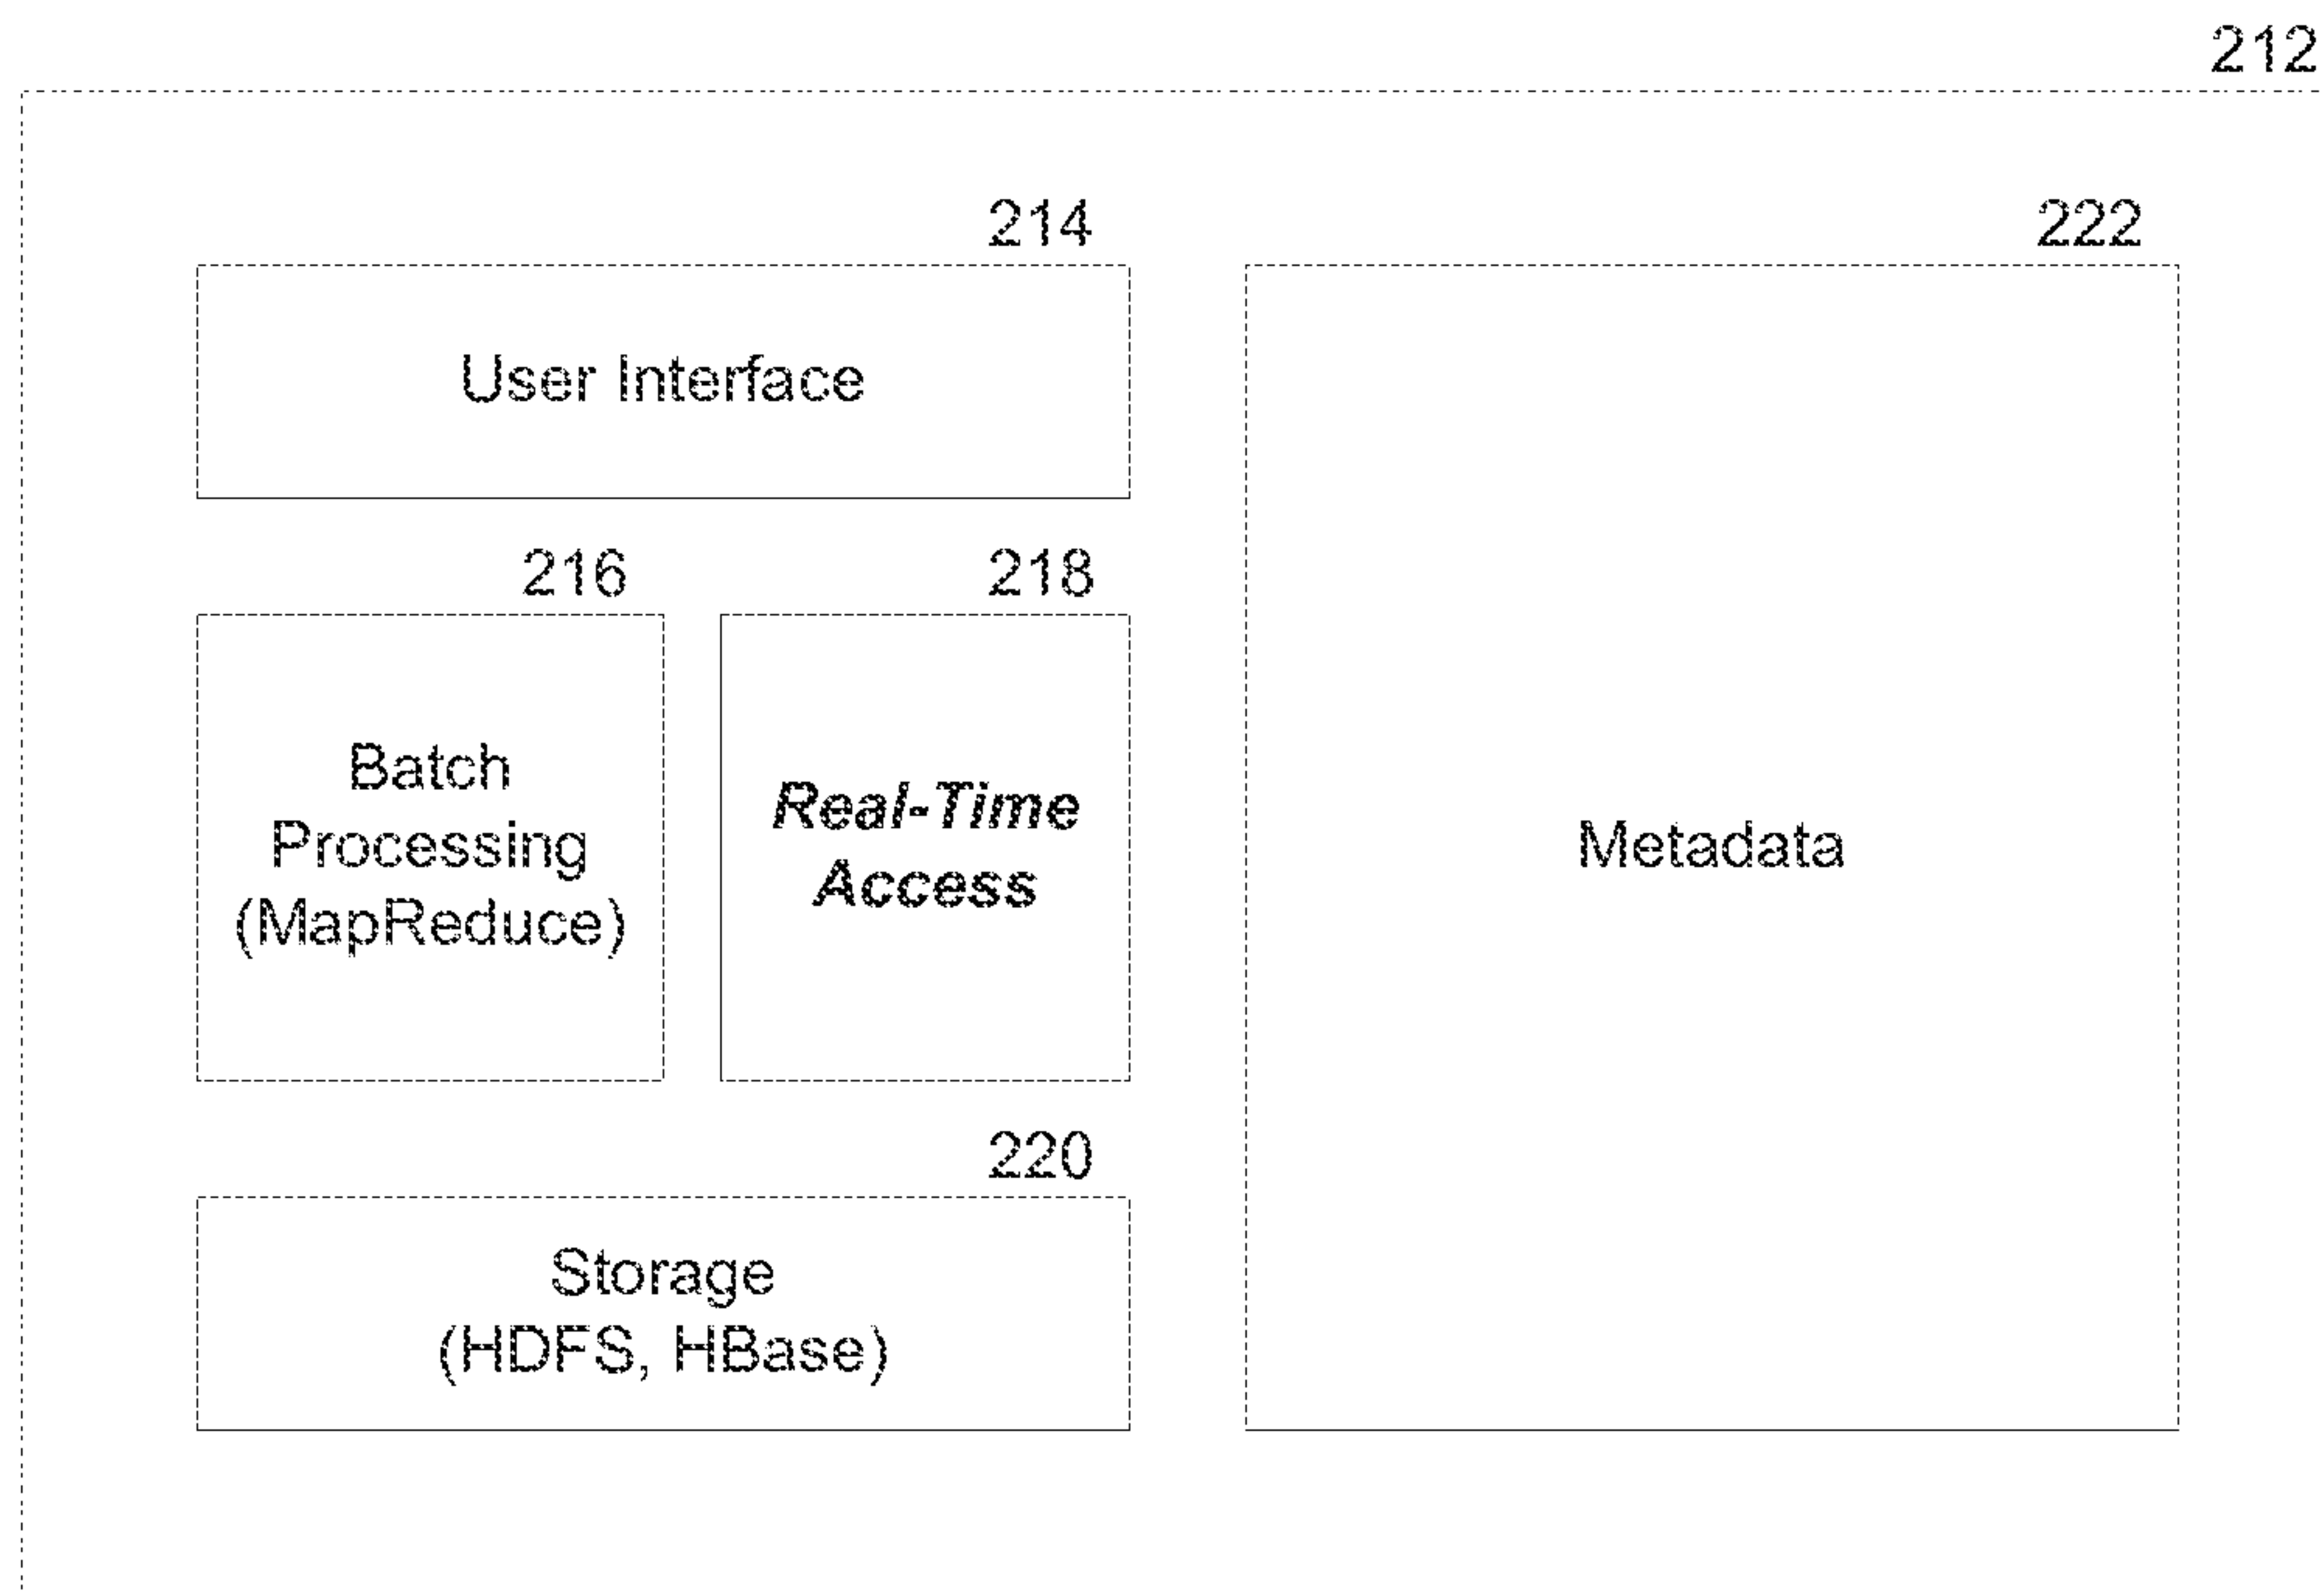 212
214
User Interface
222
Metadata
216
Batch
Processing
(MapReduce)
218
Real-Time
Access
220
Storage
(HDFS, HBase)